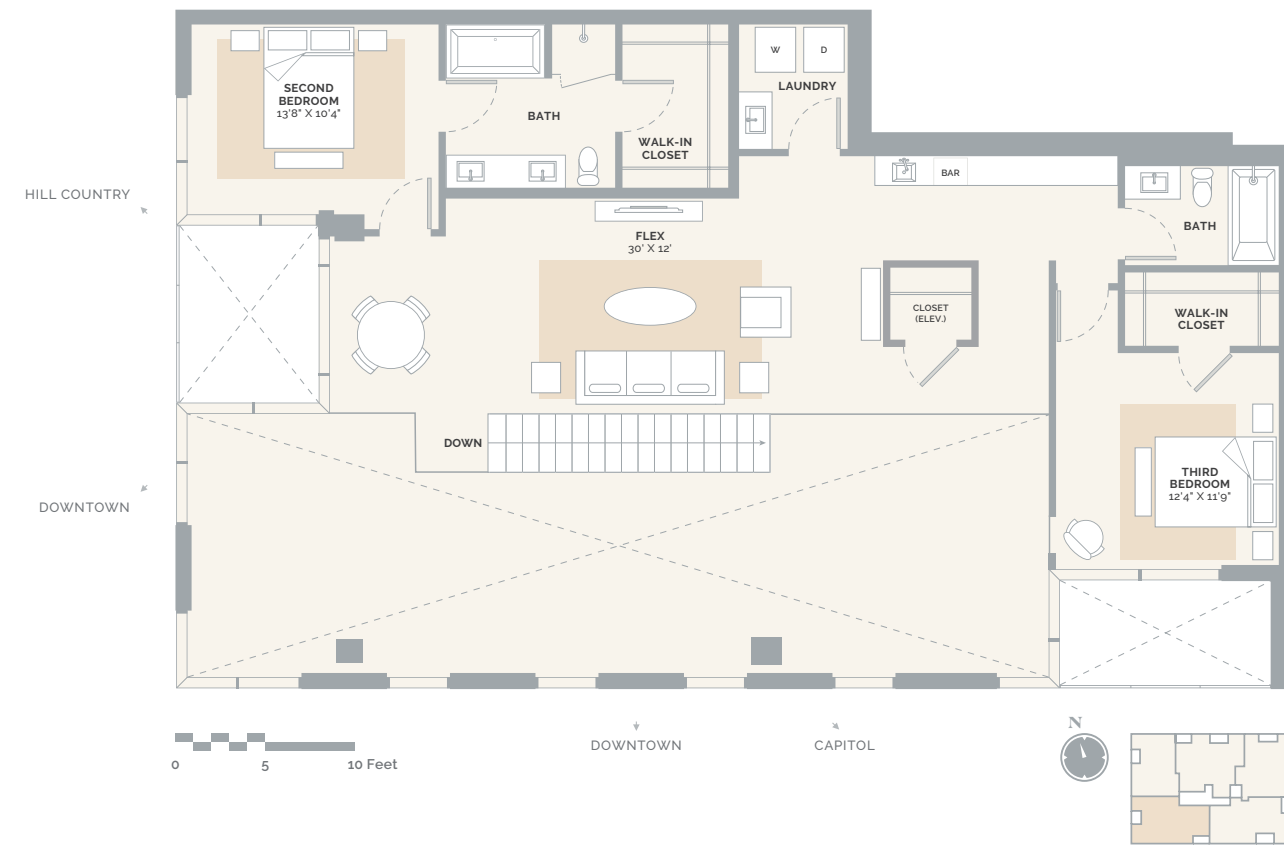 W
D
LAUNDRY
SECOND
BEDROOM
13'8" X 10'4"
BATH
WALK-IN
CLOSET
BAR
HILL COUNTRY
BATH
FLEX
30' X 12'
CLOSET
(ELEV.)
WALK-IN
CLOSET
DOWN
THIRD
BEDROOM
12'4" X 11'9"
DOWNTOWN
N
DOWNTOWN
CAPITOL
0
5
10 Feet